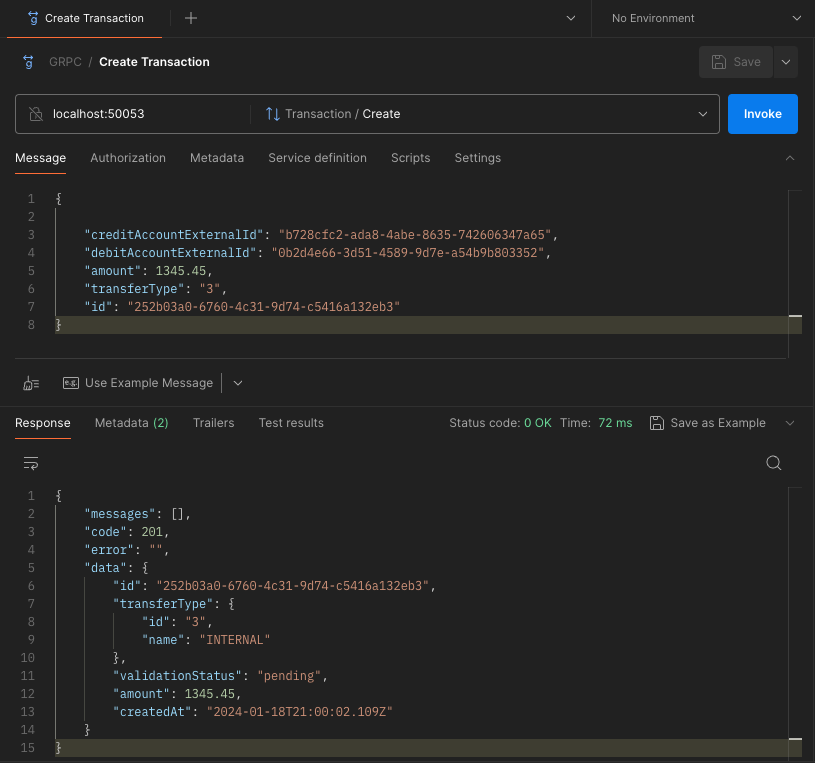 Create Transaction
No Environment
GRPC / Create Transaction
Save
localhost:50053
Transaction / Create
Invoke
Message Authorization Metadata Service definition Scripts Settings
1 {
2
3 "creditAccountExternalId": "b728cfc2-ada8-4abe-8635-742606347a65",
4 "debitAccountExternalId": "0b2d4e66-3d51-4589-9d7e-a54b9b803352",
5 "amount": 1345.45,
6 "transferType": "3",
7 "id": "252b03a0-6760-4c31-9d74-c5416a132eb3"
8 }
e.g. Use Example Message
Response Metadata (2) Trailers Test results Status code: 0 OK Time: 72 ms Save as Example
1 {
2 "messages": [],
3 "code": 201,
4 "error": "",
5 "data": {
6 "id": "252b03a0-6760-4c31-9d74-c5416a132eb3",
7 "transferType": {
8 "id": "3",
9 "name": "INTERNAL"
10 },
11 "validationStatus": "pending",
12 "amount": 1345.45,
13 "createdAt": "2024-01-18T21:00:02.109Z"
14 }
15 }